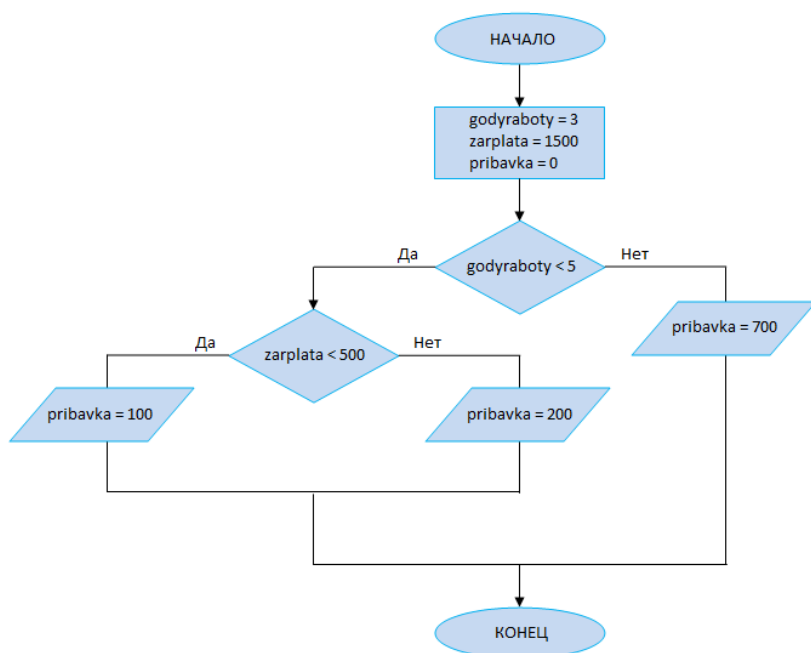 НАЧАЛО
godyraboty = 3
zarplata = 1500
pribavka = 0
Да
godyraboty < 5
Нет
pribavka = 700
Да
zarplata < 500
Нет
pribavka = 100
pribavka = 200
КОНЕЦ